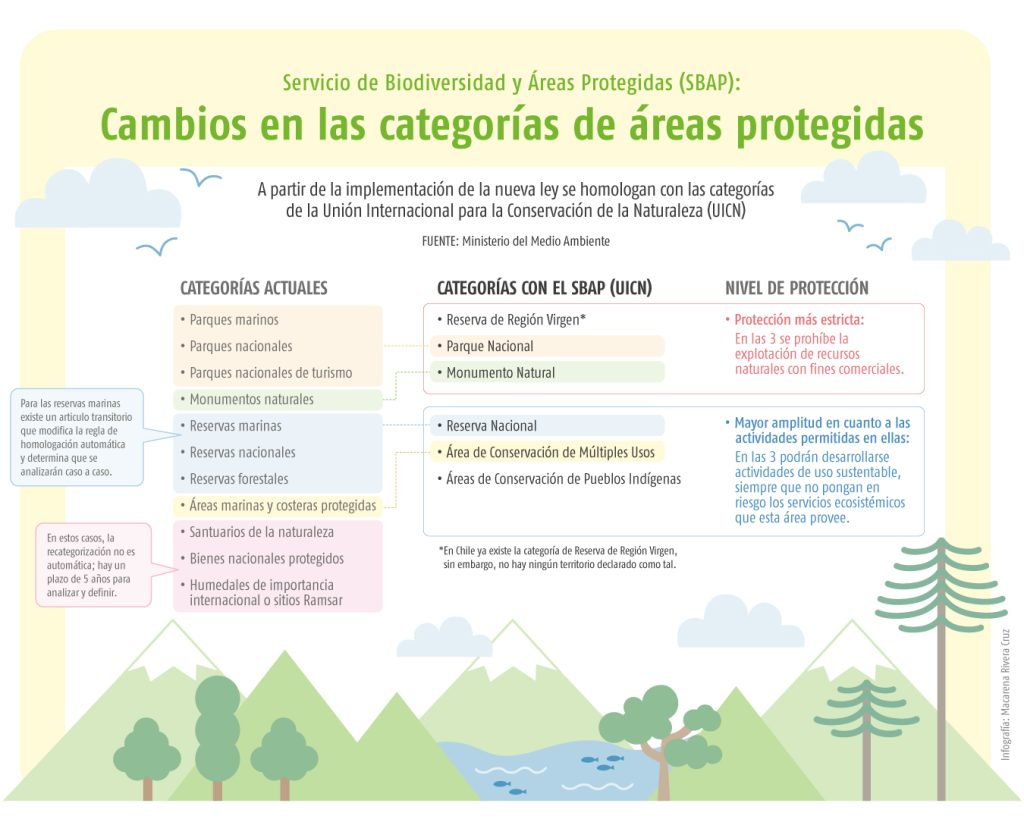 Servicio de Biodiversidad y Áreas Protegidas (SBAP):
Cambios en las categorías de áreas protegidas
A partir de la implementación de la nueva ley se homologan con las categorías
de la Unión Internacional para la Conservación de la Naturaleza (UICN)
FUENTE: Ministerio del Medio Ambiente
CATEGORÍAS ACTUALES
• Parques marinos
• Parques nacionales
• Parques nacionales de turismo
• Monumentos naturales
• Reservas marinas
• Reservas nacionales
• Reservas forestales
• Áreas marinas y costeras protegidas
• Santuarios de la naturaleza
• Bienes nacionales protegidos
• Humedales de importancia
internacional o sitios Ramsar
Para las reservas marinas
existe un articulo transitorio
que modifica la regla de
homologación automática
y determina que se
analizarán caso a caso.
En estos casos, la
recategorización no es
automática; hay un
plazo de 5 años para
analizar y definir.
CATEGORÍAS CON EL SBAP (UICN)
• Reserva de Región Virgen*
• Parque Nacional
• Monumento Natural
• Reserva Nacional
• Área de Conservación de Múltiples Usos
• Áreas de Conservación de Pueblos Indígenas
*En Chile ya existe la categoría de Reserva de Región Virgen,
sin embargo, no hay ningún territorio declarado como tal.
NIVEL DE PROTECCIÓN
• Protección más estricta:
En las 3 se prohíbe la
explotación de recursos
naturales con fines comerciales.
• Mayor amplitud en cuanto a las
actividades permitidas en ellas:
En las 3 podrán desarrollarse
actividades de uso sustentable,
siempre que no pongan en
riesgo los servicios ecosistémicos
que esta área provee.
Infografía: Macarena Rivera Cruz